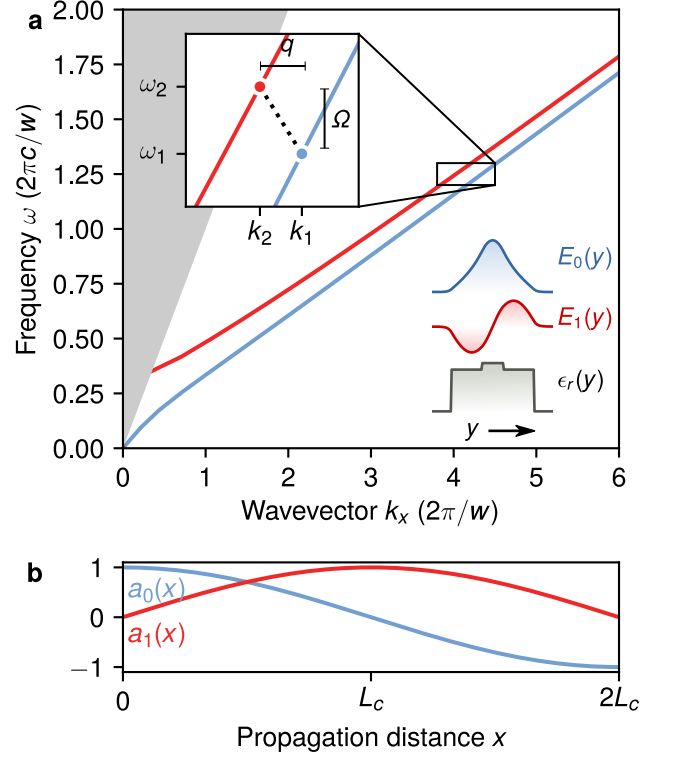 a
Frequency ω (2πc/w)
2.00
1.75
1.50
1.25
1.00
0.75
0.50
0.25
0.00
q
ω₂
Ω
ω₁
k₂ k₁
E₀(y)
E₁(y)
ϵᵣ(y)
y
0 1 2 3 4 5 6
Wavevector kₓ (2π/w)
b
1
0
−1
a₀(x)
a₁(x)
0 L_c 2L_c
Propagation distance x